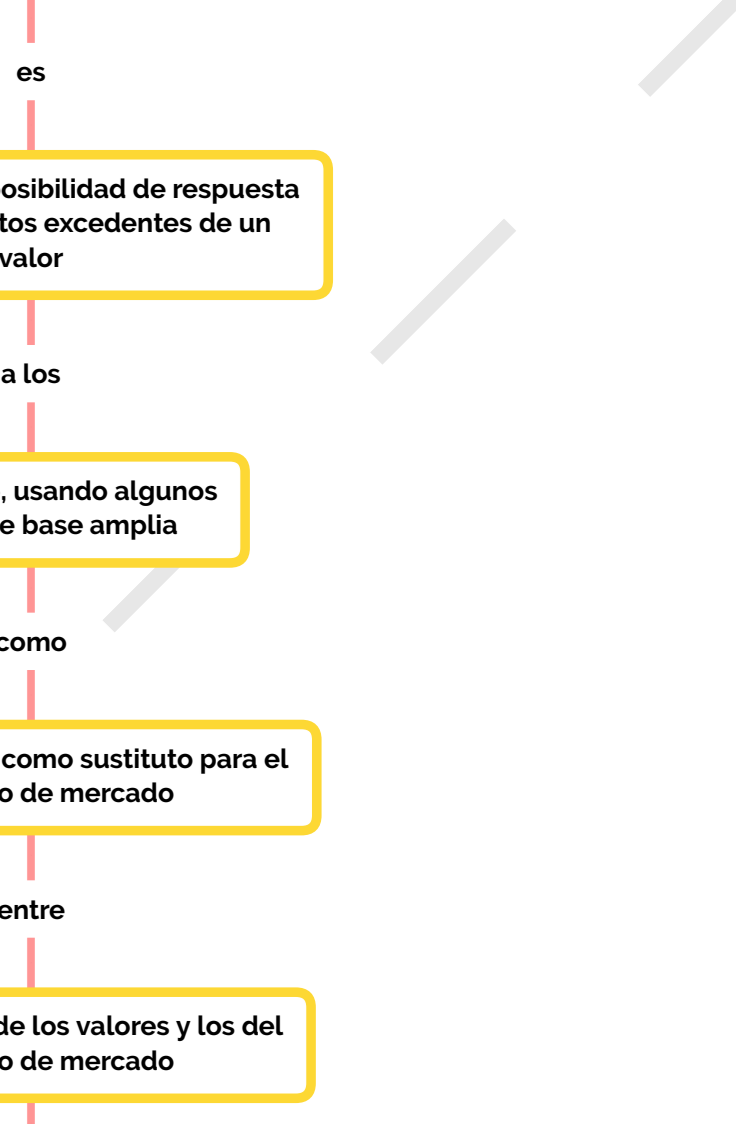 es
posibilidad de respuesta
tos excedentes de un
valor
a los
, usando algunos
e base amplia
como
como sustituto para el
o de mercado
entre
de los valores y los del
o de mercado